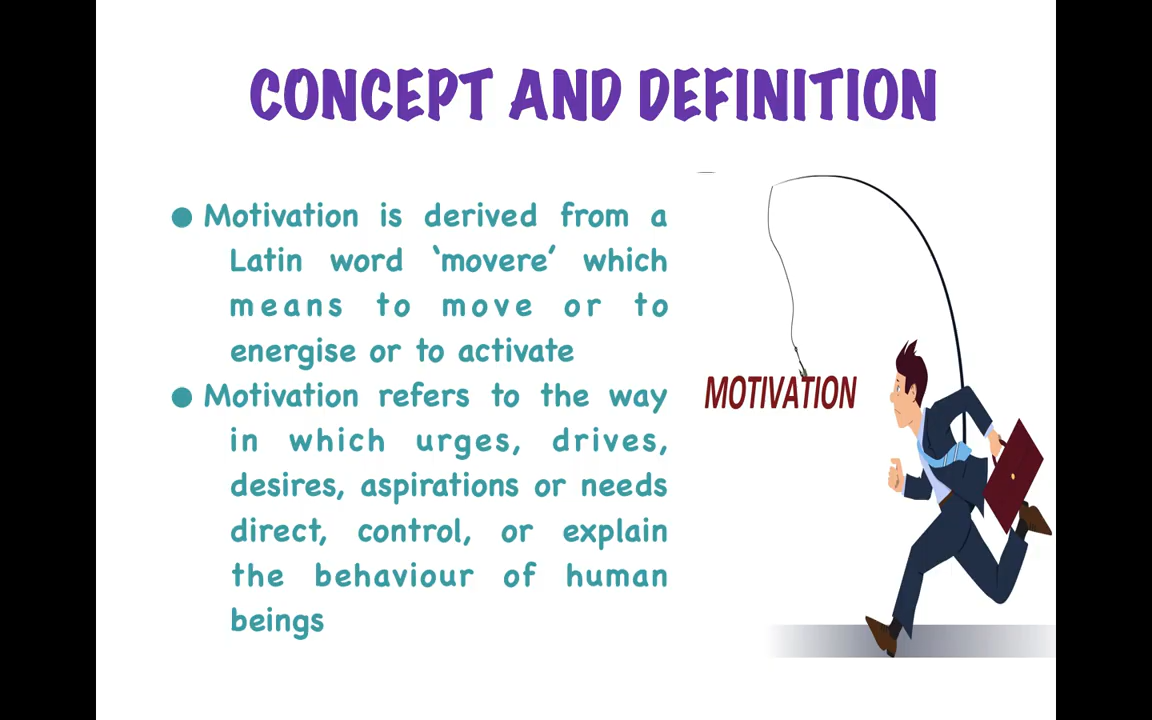 CONCEPT AND DEFINITION
● Motivation is derived from a
Latin word ‘movere’ which
means to move or to
energise or to activate
● Motivation refers to the way
in which urges, drives,
desires, aspirations or needs
direct, control, or explain
the behaviour of human
beings
MOTIVATION